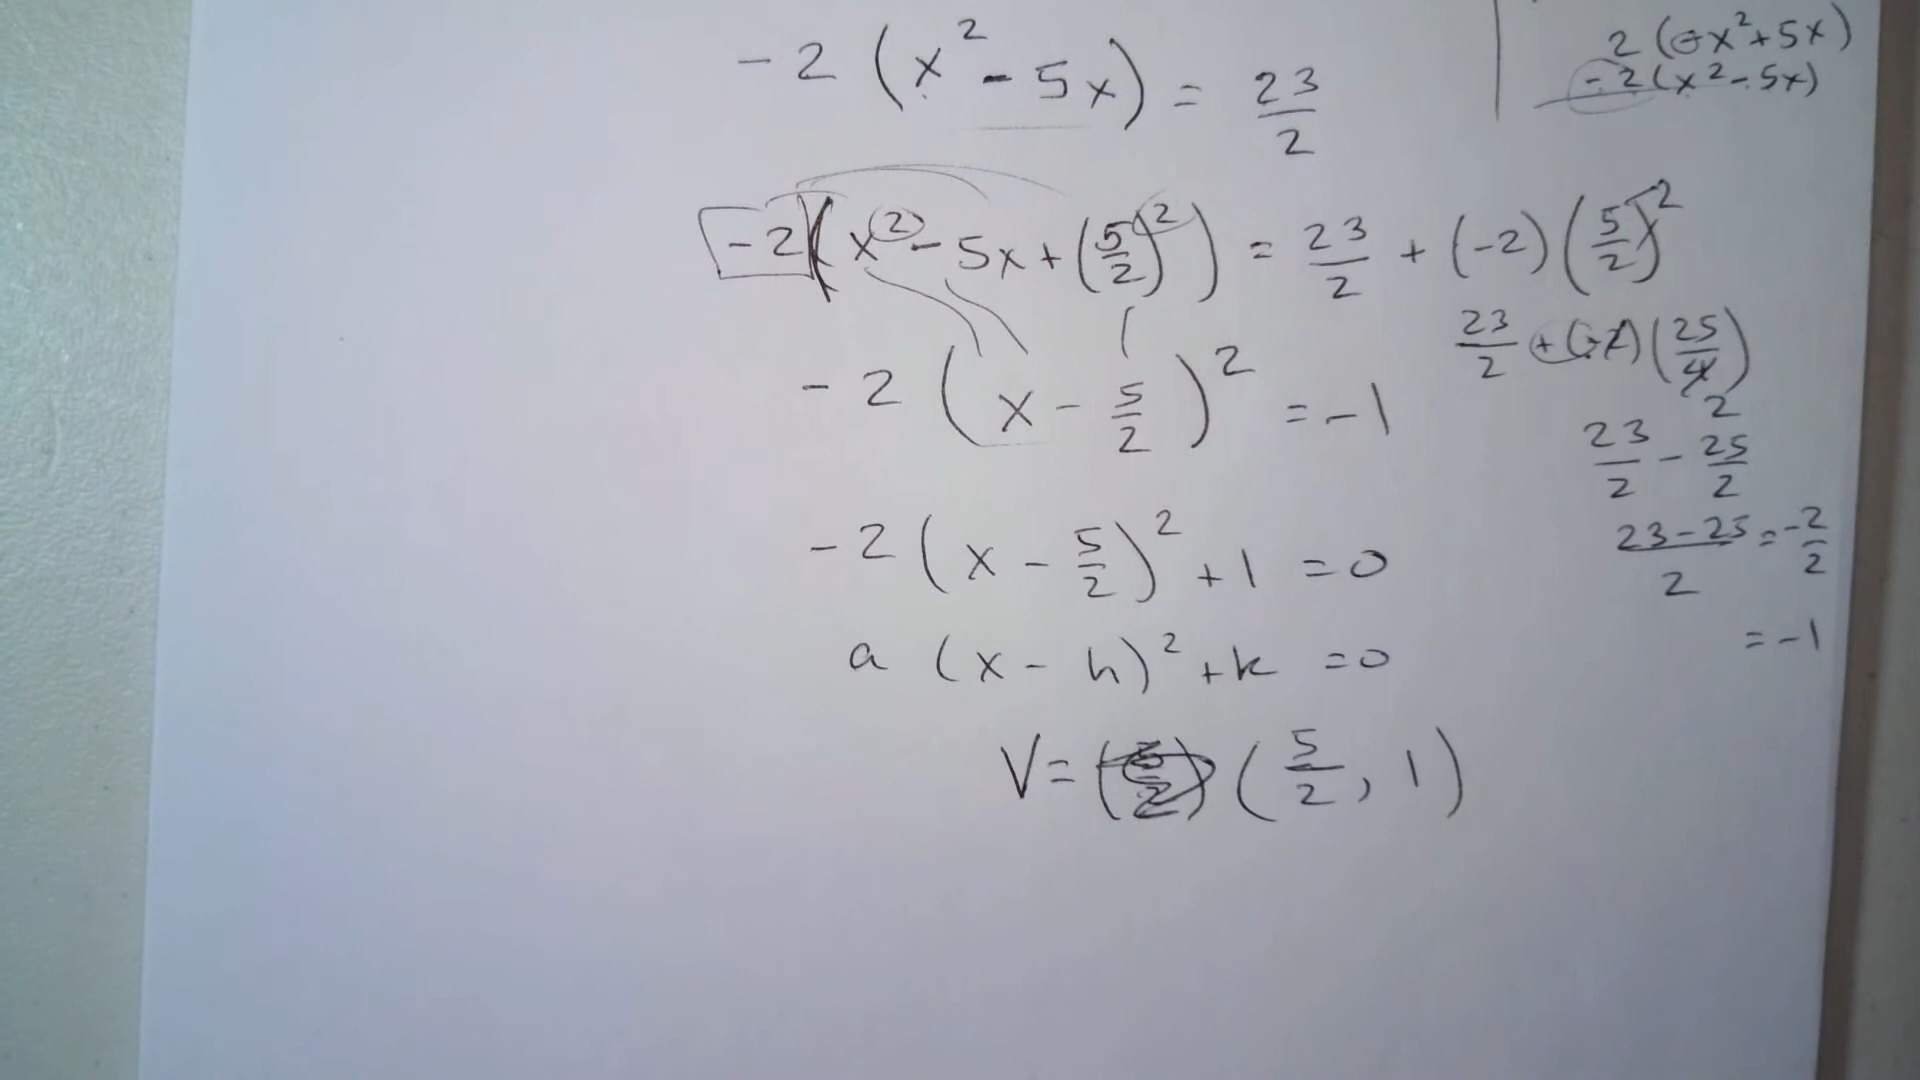 -2 (x² - 5x) = 23/2
2 (-x² + 5x)
-2 (x² - 5x)
-2 (x² - 5x + (5/2)²) = 23/2 + (-2) (5/2)²
23/2 + (-2) (25/4)
2
-2 (x - 5/2)² = -1
23/2 - 25/2
-2 (x - 5/2)² + 1 = 0
23 - 25/2 = -2/2
= -1
a (x - h)² + k = 0
V = (5/2, 1)